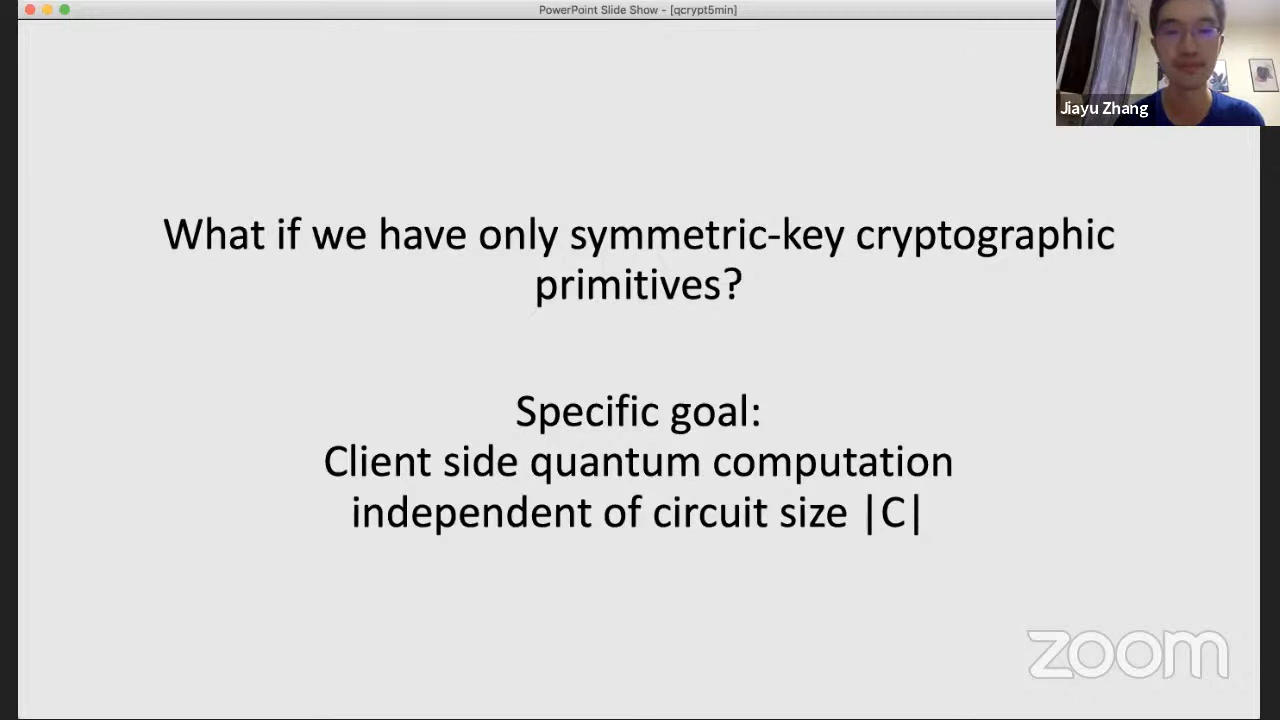 PowerPoint Slide Show - [qcrypt5min]
Jiayu Zhang
What if we have only symmetric-key cryptographic
primitives?
Specific goal:
Client side quantum computation
independent of circuit size |C|
zoom